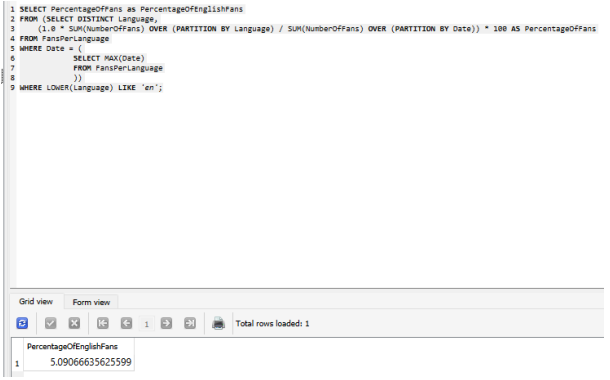 1 SELECT PercentageOfFans as PercentageOfEnglishFans
2 FROM (SELECT DISTINCT Language,
3 (1.0 * SUM(NumberOfFans) OVER (PARTITION BY Language) / SUM(NumberOfFans) OVER (PARTITION BY Date)) * 100 AS PercentageOfFans
4 FROM FansPerLanguage
5 WHERE Date = (
6 SELECT MAX(Date)
7 FROM FansPerLanguage
8 ))
9 WHERE LOWER(Language) LIKE 'en';
Grid view Form view
1 Total rows loaded: 1
PercentageOfEnglishFans
1 5.09066635625599